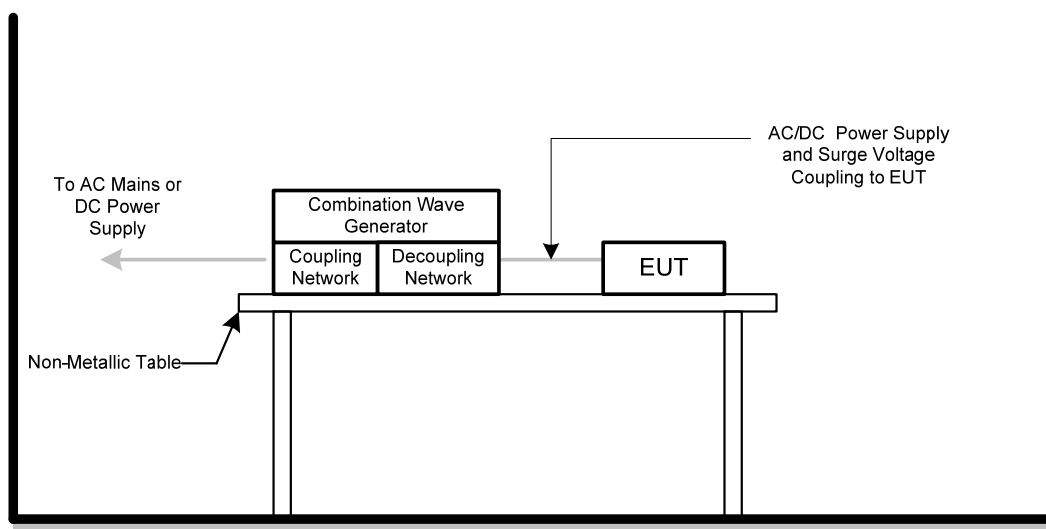 AC/DC Power Supply
and Surge Voltage
Coupling to EUT
To AC Mains or
DC Power
Supply
Combination Wave
Generator
Coupling
Network
Decoupling
Network
EUT
Non-Metallic Table